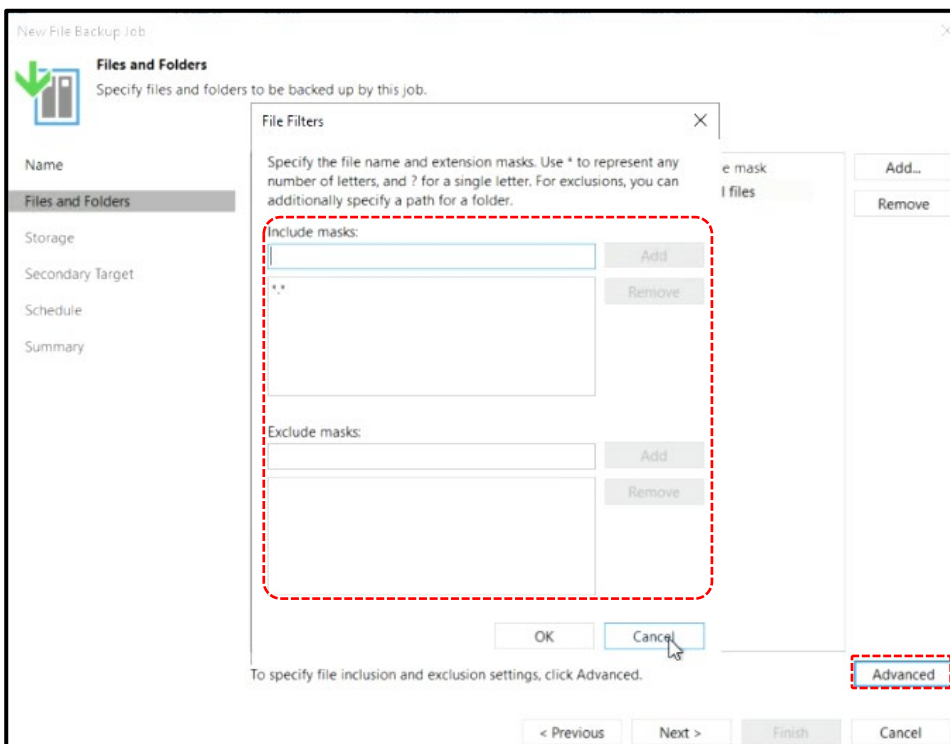 New File Backup Job
Files and Folders
Specify files and folders to be backed up by this job.
File Filters
Name
Files and Folders
Storage
Secondary Target
Schedule
Summary
Specify the file name and extension masks. Use * to represent any
number of letters, and ? for a single letter. For exclusions, you can
additionally specify a path for a folder.
Include masks:
Add
*.*
Remove
Exclude masks:
Add
Remove
OK
Cancel
e mask
l files
Add...
Remove
To specify file inclusion and exclusion settings, click Advanced.
Advanced
< Previous
Next >
Finish
Cancel